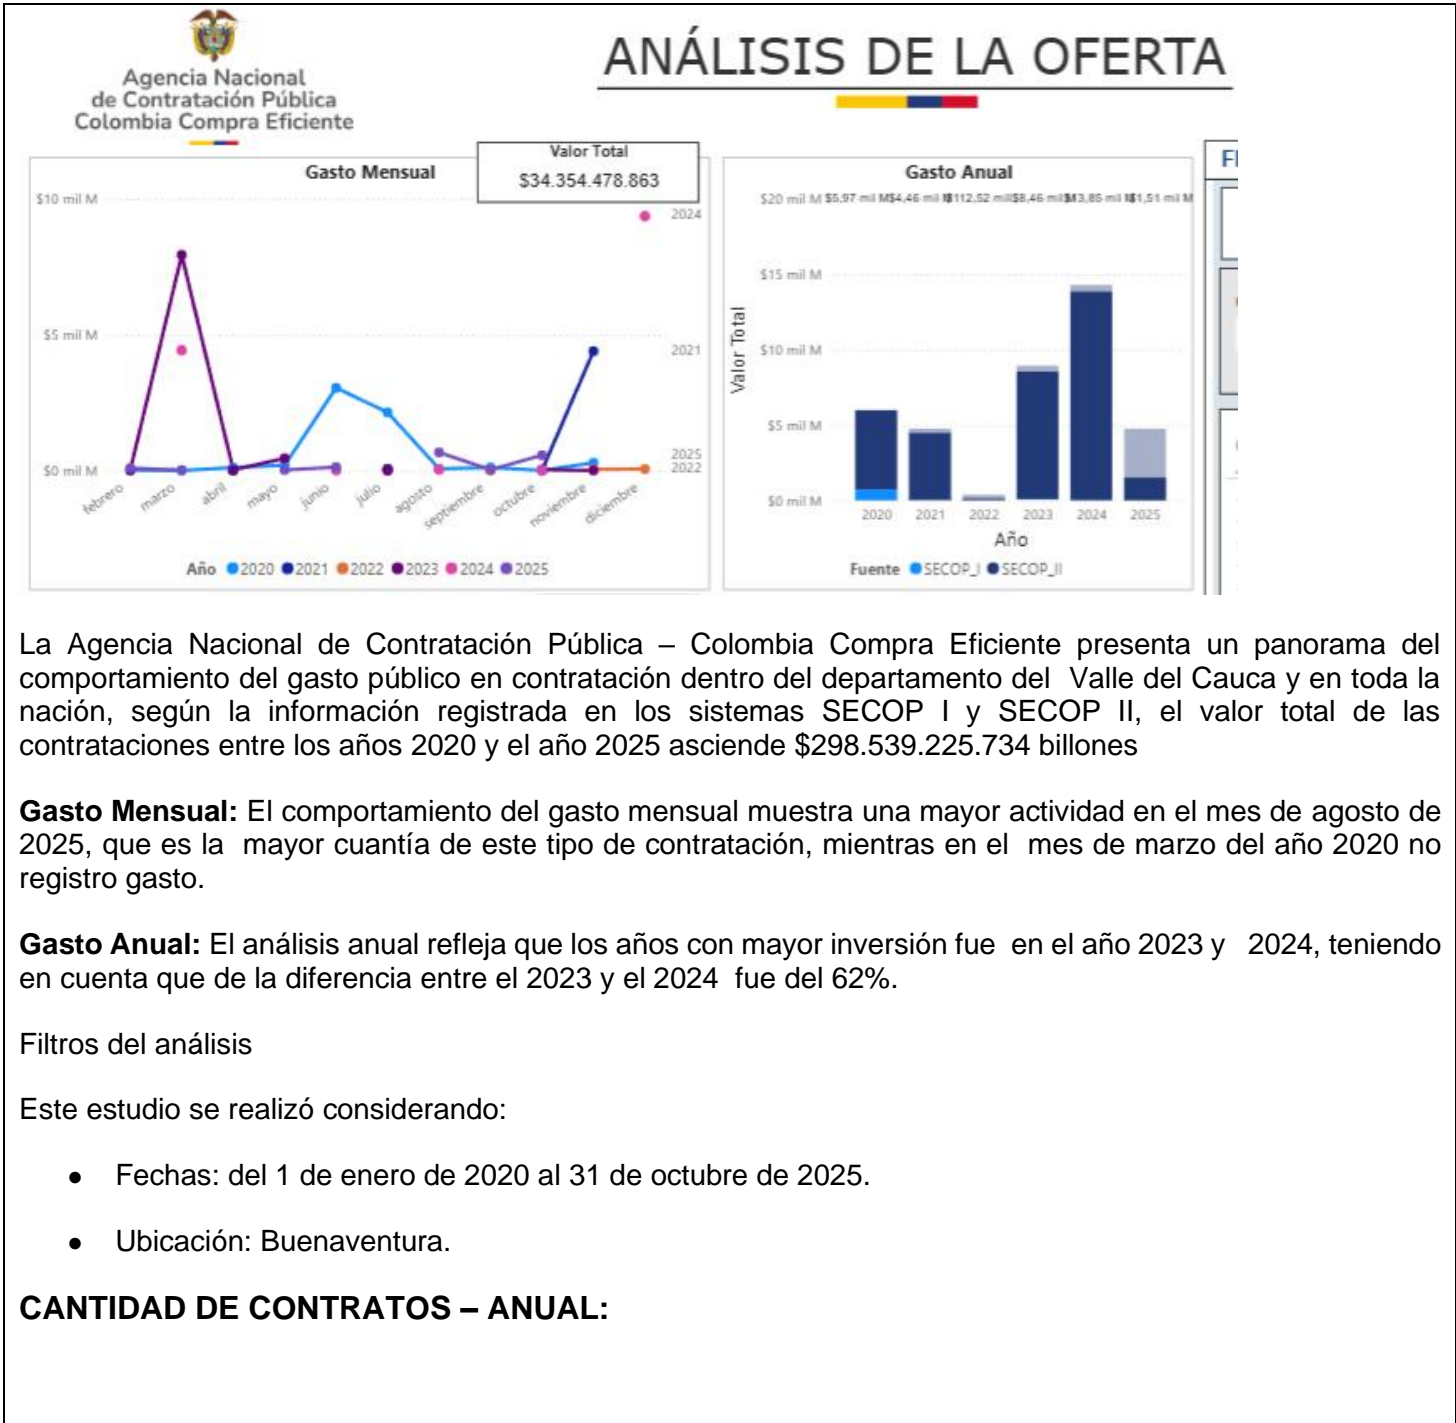 Agencia Nacional
de Contratación Pública
Colombia Compra Eficiente
ANÁLISIS DE LA OFERTA
Gasto Mensual
Valor Total
$34.354.478.863
$10 mil M
$5 mil M
$0 mil M
2024
2021
2025
2022
febrero
marzo
abril
mayo
junio
julio
agosto
septiembre
octubre
noviembre
diciembre
Año 2020 2021 2022 2023 2024 2025
Gasto Anual
$20 mil M $5,97 mil M $4,46 mil
$15 mil M
$10 mil M
$5 mil M
$0 mil M
Valor Total
2020 2021 2022 2023 2024 2025
Año
Fuente SECOP_I SECOP_II
La Agencia Nacional de Contratación Pública – Colombia Compra Eficiente presenta un panorama del
comportamiento del gasto público en contratación dentro del departamento del Valle del Cauca y en toda la
nación, según la información registrada en los sistemas SECOP I y SECOP II, el valor total de las
contrataciones entre los años 2020 y el año 2025 asciende $298.539.225.734 billones
Gasto Mensual: El comportamiento del gasto mensual muestra una mayor actividad en el mes de agosto de
2025, que es la mayor cuantía de este tipo de contratación, mientras en el mes de marzo del año 2020 no
registro gasto.
Gasto Anual: El análisis anual refleja que los años con mayor inversión fue en el año 2023 y 2024, teniendo
en cuenta que de la diferencia entre el 2023 y el 2024 fue del 62%.
Filtros del análisis
Este estudio se realizó considerando:
● Fechas: del 1 de enero de 2020 al 31 de octubre de 2025.
● Ubicación: Buenaventura.
CANTIDAD DE CONTRATOS – ANUAL: